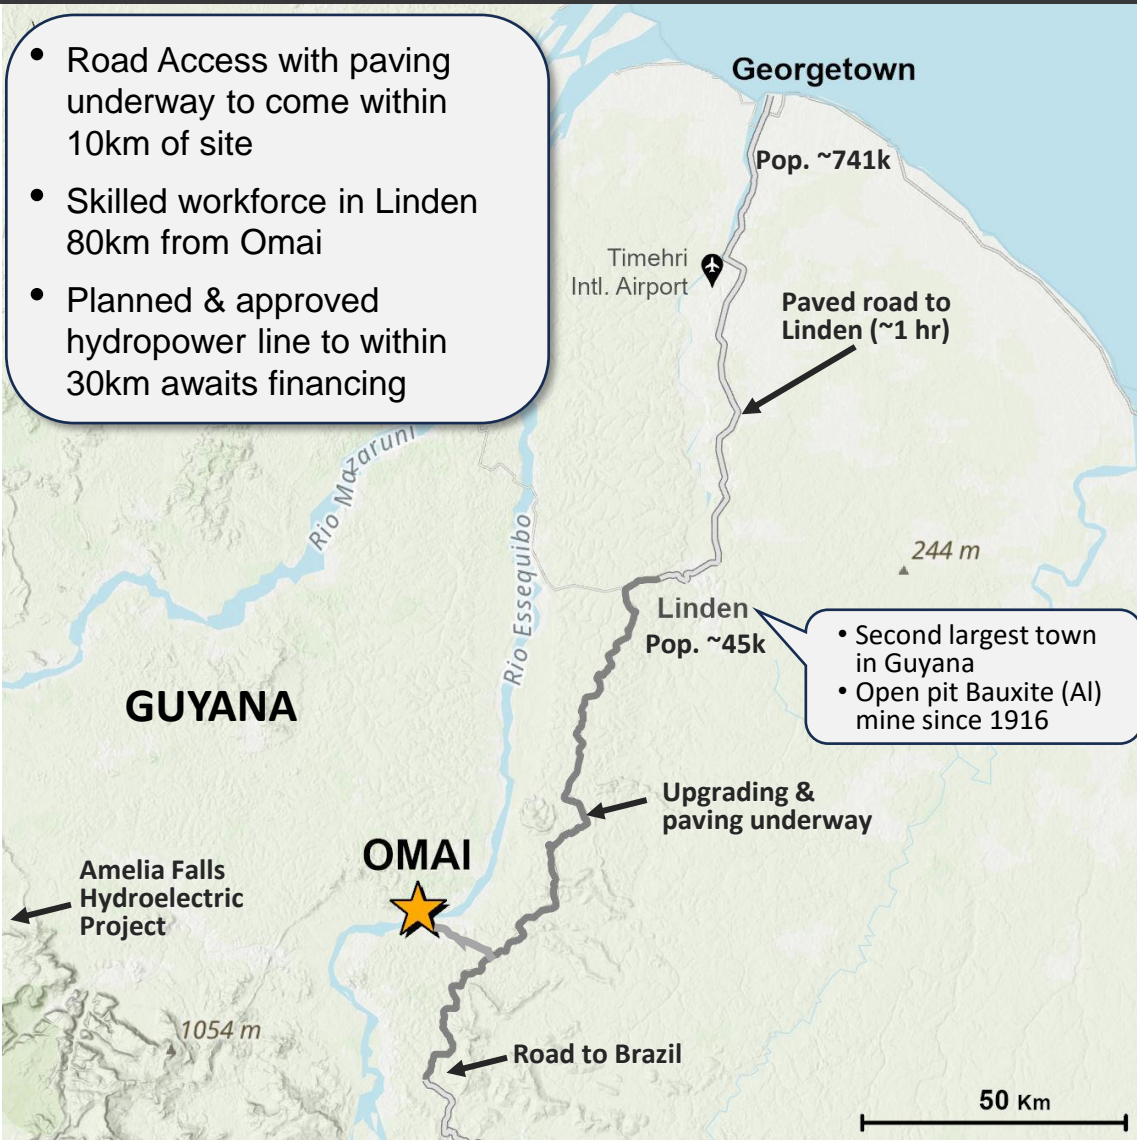 • Road Access with paving
underway to come within
10km of site
• Skilled workforce in Linden
80km from Omai
• Planned & approved
hydropower line to within
30km awaits financing
Georgetown
Pop. ~741k
Timehri
Intl. Airport
Paved road to
Linden (~1 hr)
Rio Mazaruni
Rio Essequibo
244 m
Linden
Pop. ~45k
• Second largest town
in Guyana
• Open pit Bauxite (Al)
mine since 1916
GUYANA
Upgrading &
paving underway
OMAI
Amelia Falls
Hydroelectric
Project
1054 m
Road to Brazil
50 Km